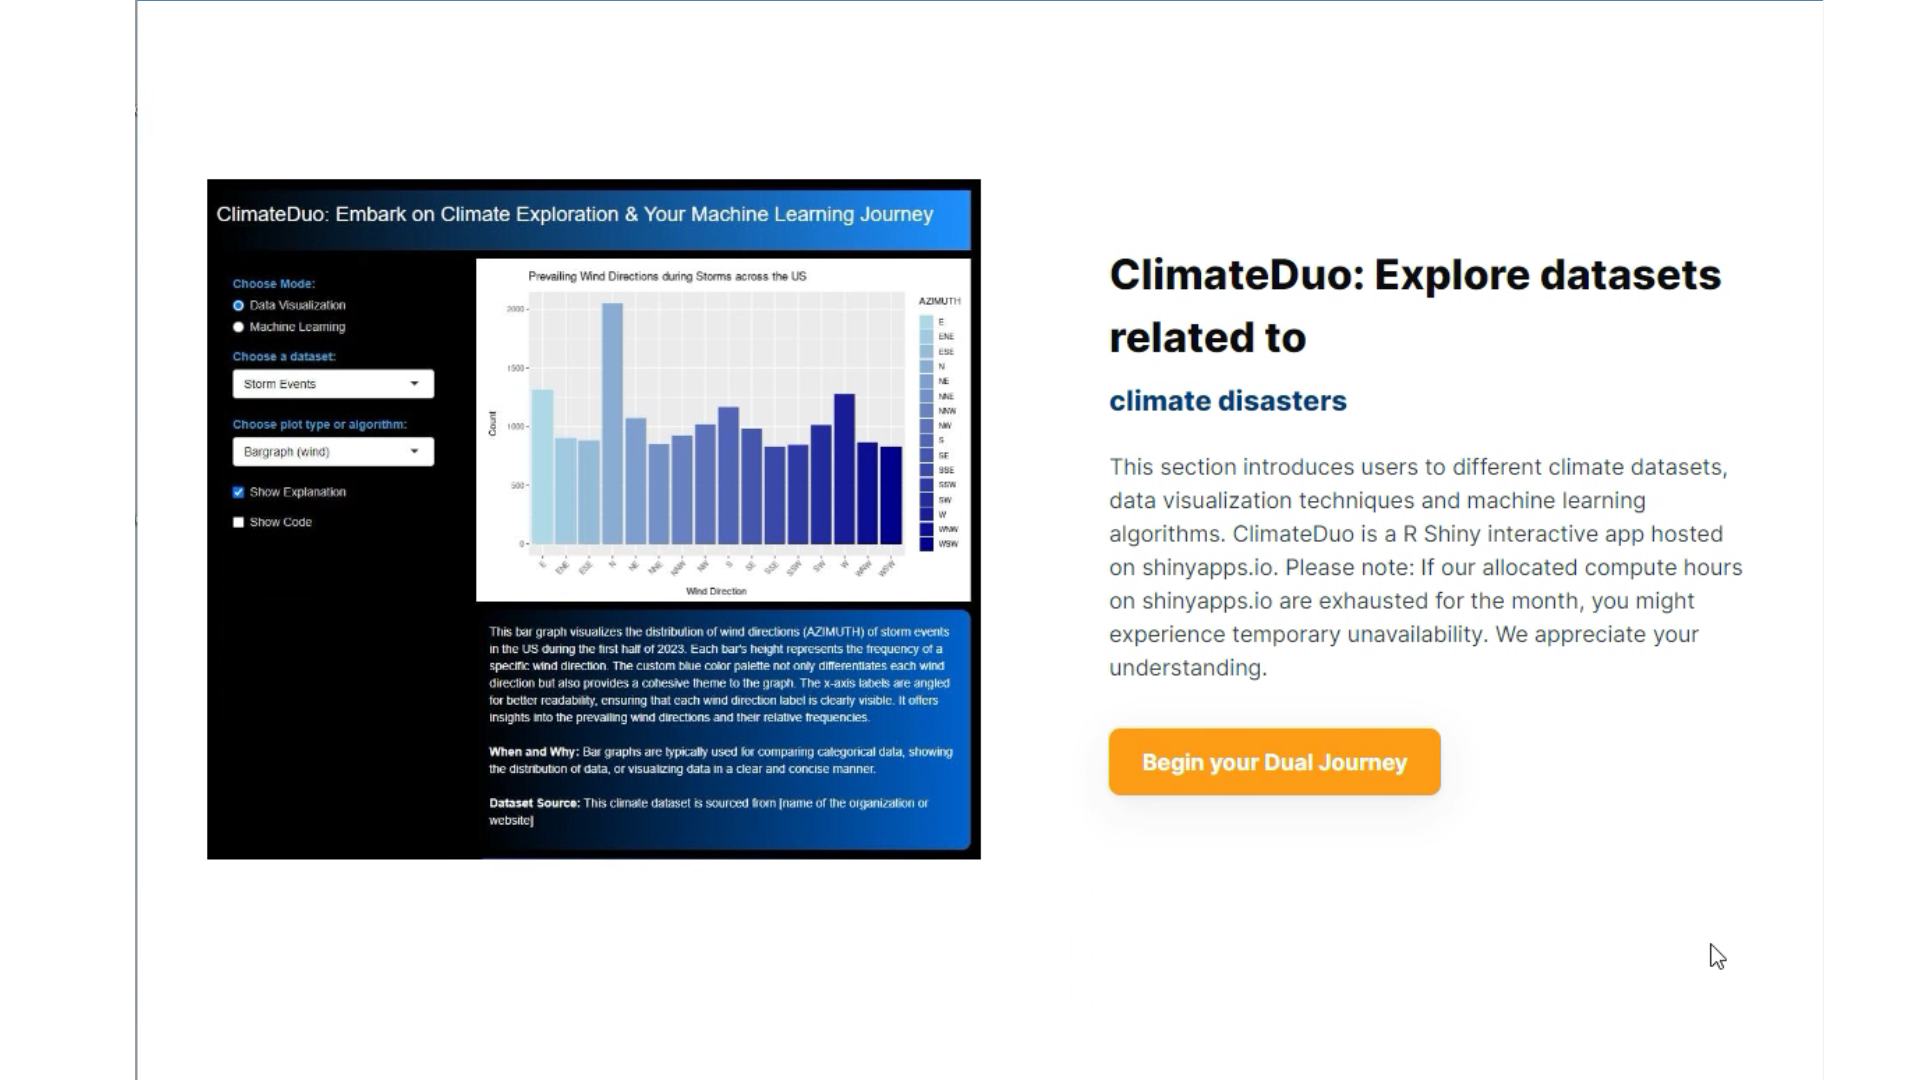 ClimateDuo: Embark on Climate Exploration & Your Machine Learning Journey
Choose Mode:
Data Visualization
Machine Learning
Choose a dataset:
Storm Events
Choose plot type or algorithm:
Bargraph (wind)
Show Explanation
Show Code
Prevailing Wind Directions during Storms across the US
Count
2000
1500
1000
500
0
E ENE ESE N NE NNE NNW NW S SE SSE SSW SW W WNW WSW
Wind Direction
AZIMUTH
E
ENE
ESE
N
NE
NNE
NNW
NW
S
SE
SSE
SSW
SW
W
WNW
WSW
This bar graph visualizes the distribution of wind directions (AZIMUTH) of storm events
in the US during the first half of 2023. Each bar's height represents the frequency of a
specific wind direction. The custom blue color palette not only differentiates each wind
direction but also provides a cohesive theme to the graph. The x-axis labels are angled
for better readability, ensuring that each wind direction label is clearly visible. It offers
insights into the prevailing wind directions and their relative frequencies.
When and Why: Bar graphs are typically used for comparing categorical data, showing
the distribution of data, or visualizing data in a clear and concise manner.
Dataset Source: This climate dataset is sourced from [name of the organization or
website]
ClimateDuo: Explore datasets
related to
climate disasters
This section introduces users to different climate datasets,
data visualization techniques and machine learning
algorithms. ClimateDuo is a R Shiny interactive app hosted
on shinyapps.io. Please note: If our allocated compute hours
on shinyapps.io are exhausted for the month, you might
experience temporary unavailability. We appreciate your
understanding.
Begin your Dual Journey